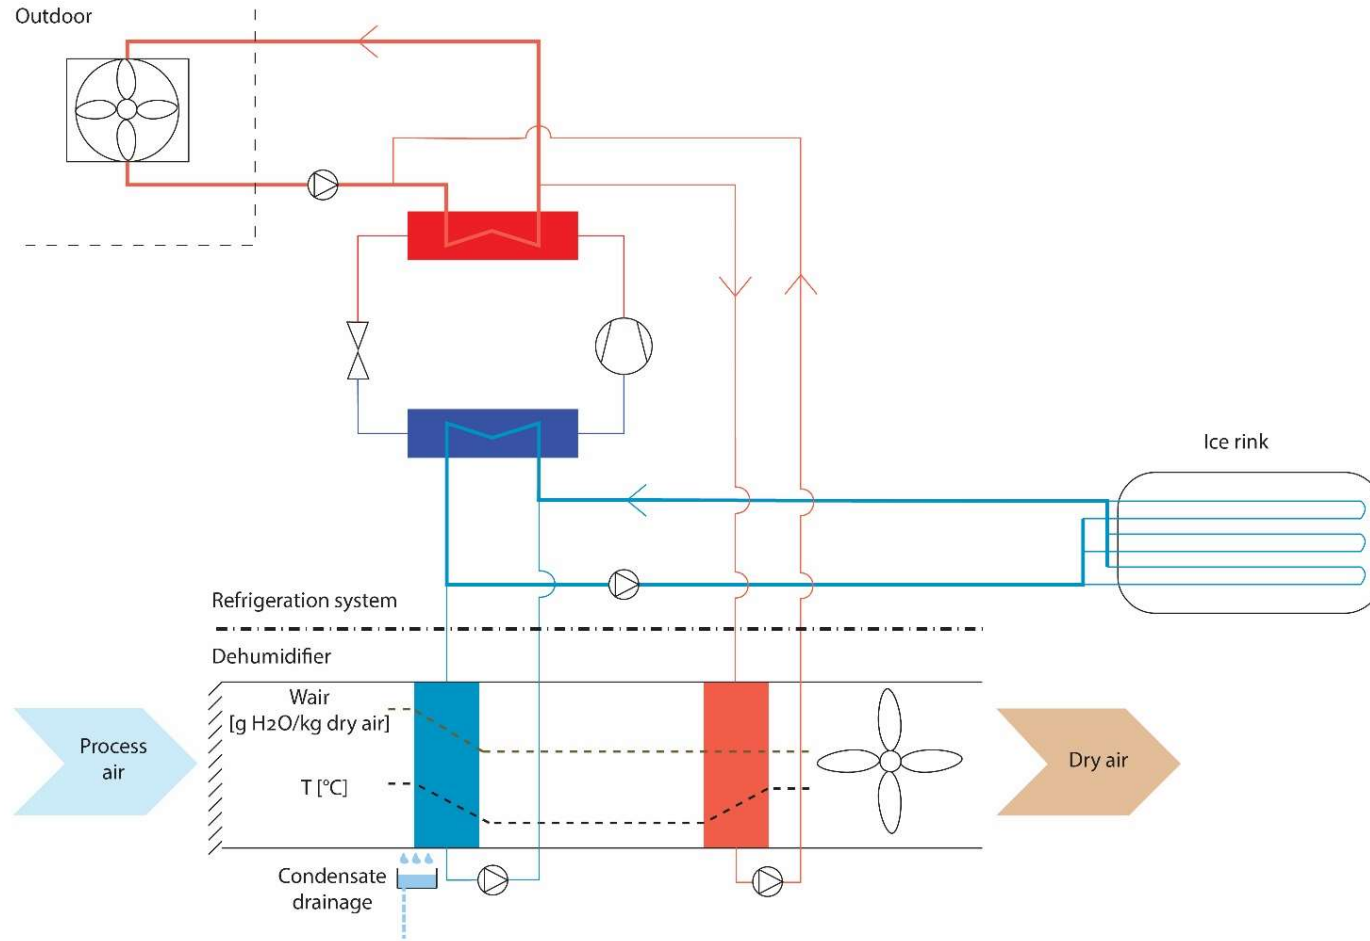 Outdoor
Ice rink
Refrigeration system
Dehumidifier
Wair
[g H2O/kg dry air]
Process
air
T [°C]
Dry air
Condensate
drainage